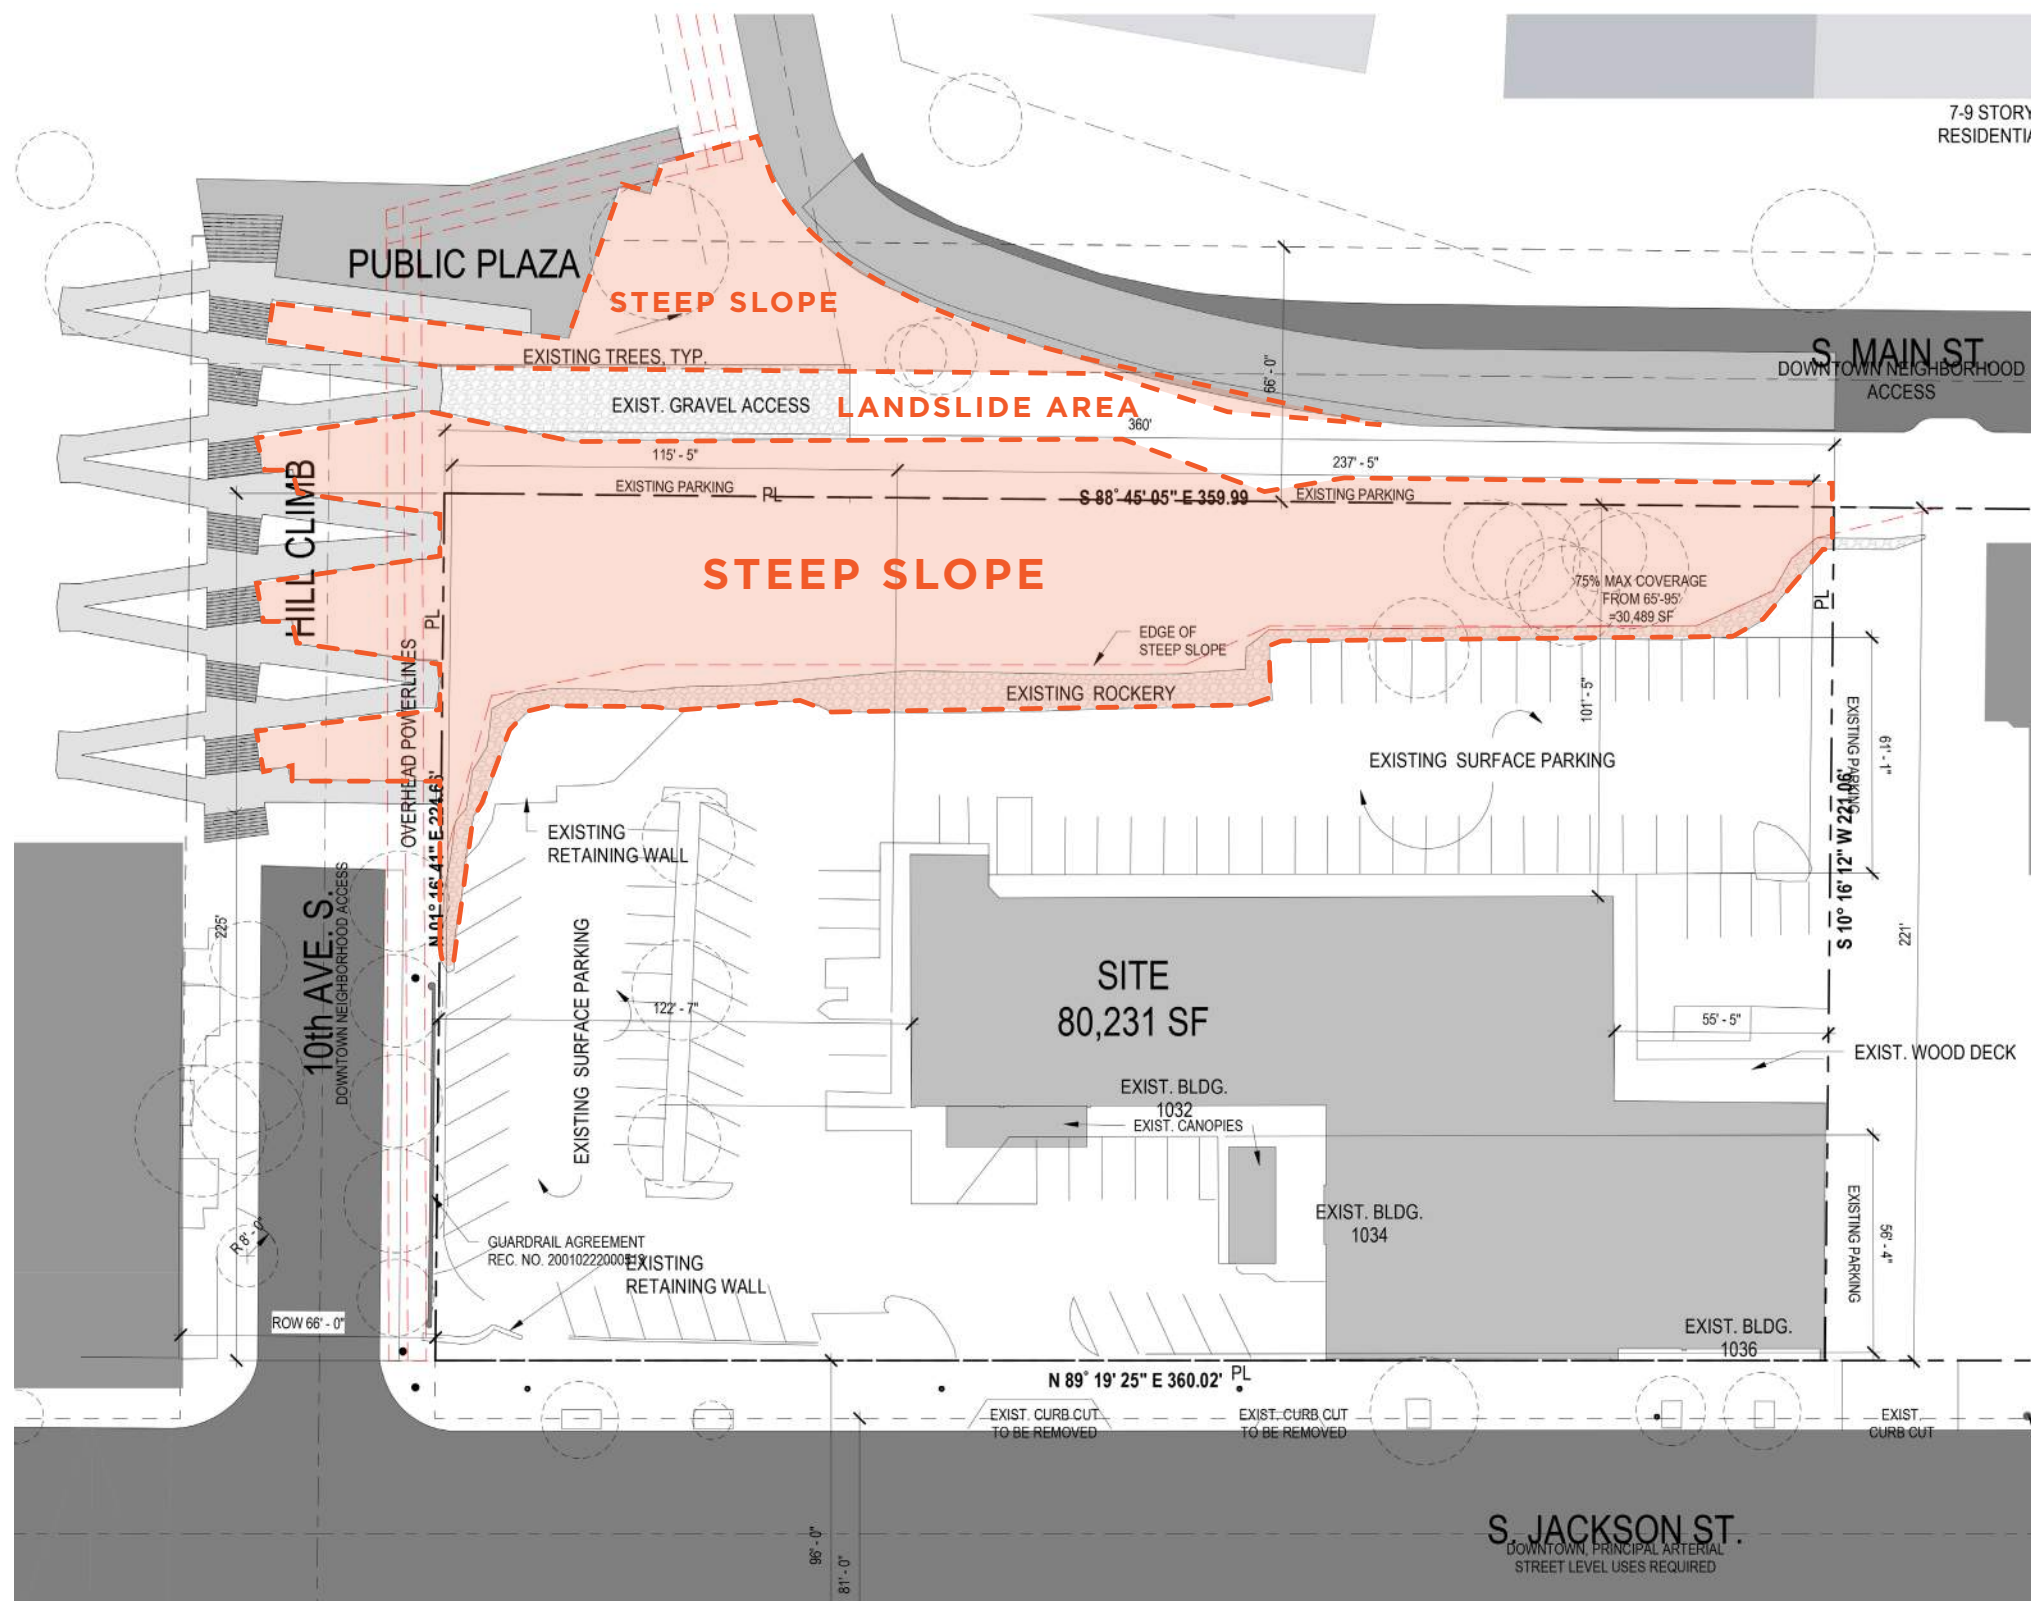 7-9 STORY
PUBLIC PLAZA
STEEP SLOPE
EXISTING TREES, TYP.
66' - 0"
S. MAIN ST.
DOWNTOWN NEIGHBORHOOD
ACCESS
EXIST. GRAVEL ACCESS
LANDSLIDE AREA
360'
115' - 5"
237' - 5"
EXISTING PARKING
PL
S 88° 45' 05" E 359.99
EXISTING PARKING
HILL CLIMB
STEEP SLOPE
75% MAX COVERAGE
FROM 65'-95'
=30,489 SF
PL
PL
EDGE OF
STEEP SLOPE
OVERHEAD POWERLINES
EXISTING ROCKERY
101' - 5"
EXISTING PARKING
61' - 1"
EXISTING SURFACE PARKING
N 01° 16' 41" E 224.66'
S 10° 16' 12" W 221.06'
EXISTING
RETAINING WALL
225'
221'
10th AVE. S.
DOWNTOWN NEIGHBORHOOD ACCESS
EXISTING SURFACE PARKING
122' - 7"
SITE
80,231 SF
55' - 5"
EXIST. WOOD DECK
EXIST. BLDG.
1032
EXIST. CANOPIES
EXIST. BLDG.
1034
EXISTING PARKING
56' - 4"
R 8' - 0"
GUARDRAIL AGREEMENT
REC. NO.
EXISTING
RETAINING WALL
ROW 66' - 0"
EXIST. BLDG.
1036
N 89° 19' 25" E 360.02'
PL
EXIST. CURB CUT
TO BE REMOVED
EXIST. CURB CUT
TO BE REMOVED
EXIST.
CURB CUT
96' - 0"
81' - 0"
S. JACKSON ST.
DOWNTOWN, PRINCIPAL ARTERIAL
STREET LEVEL USES REQUIRED